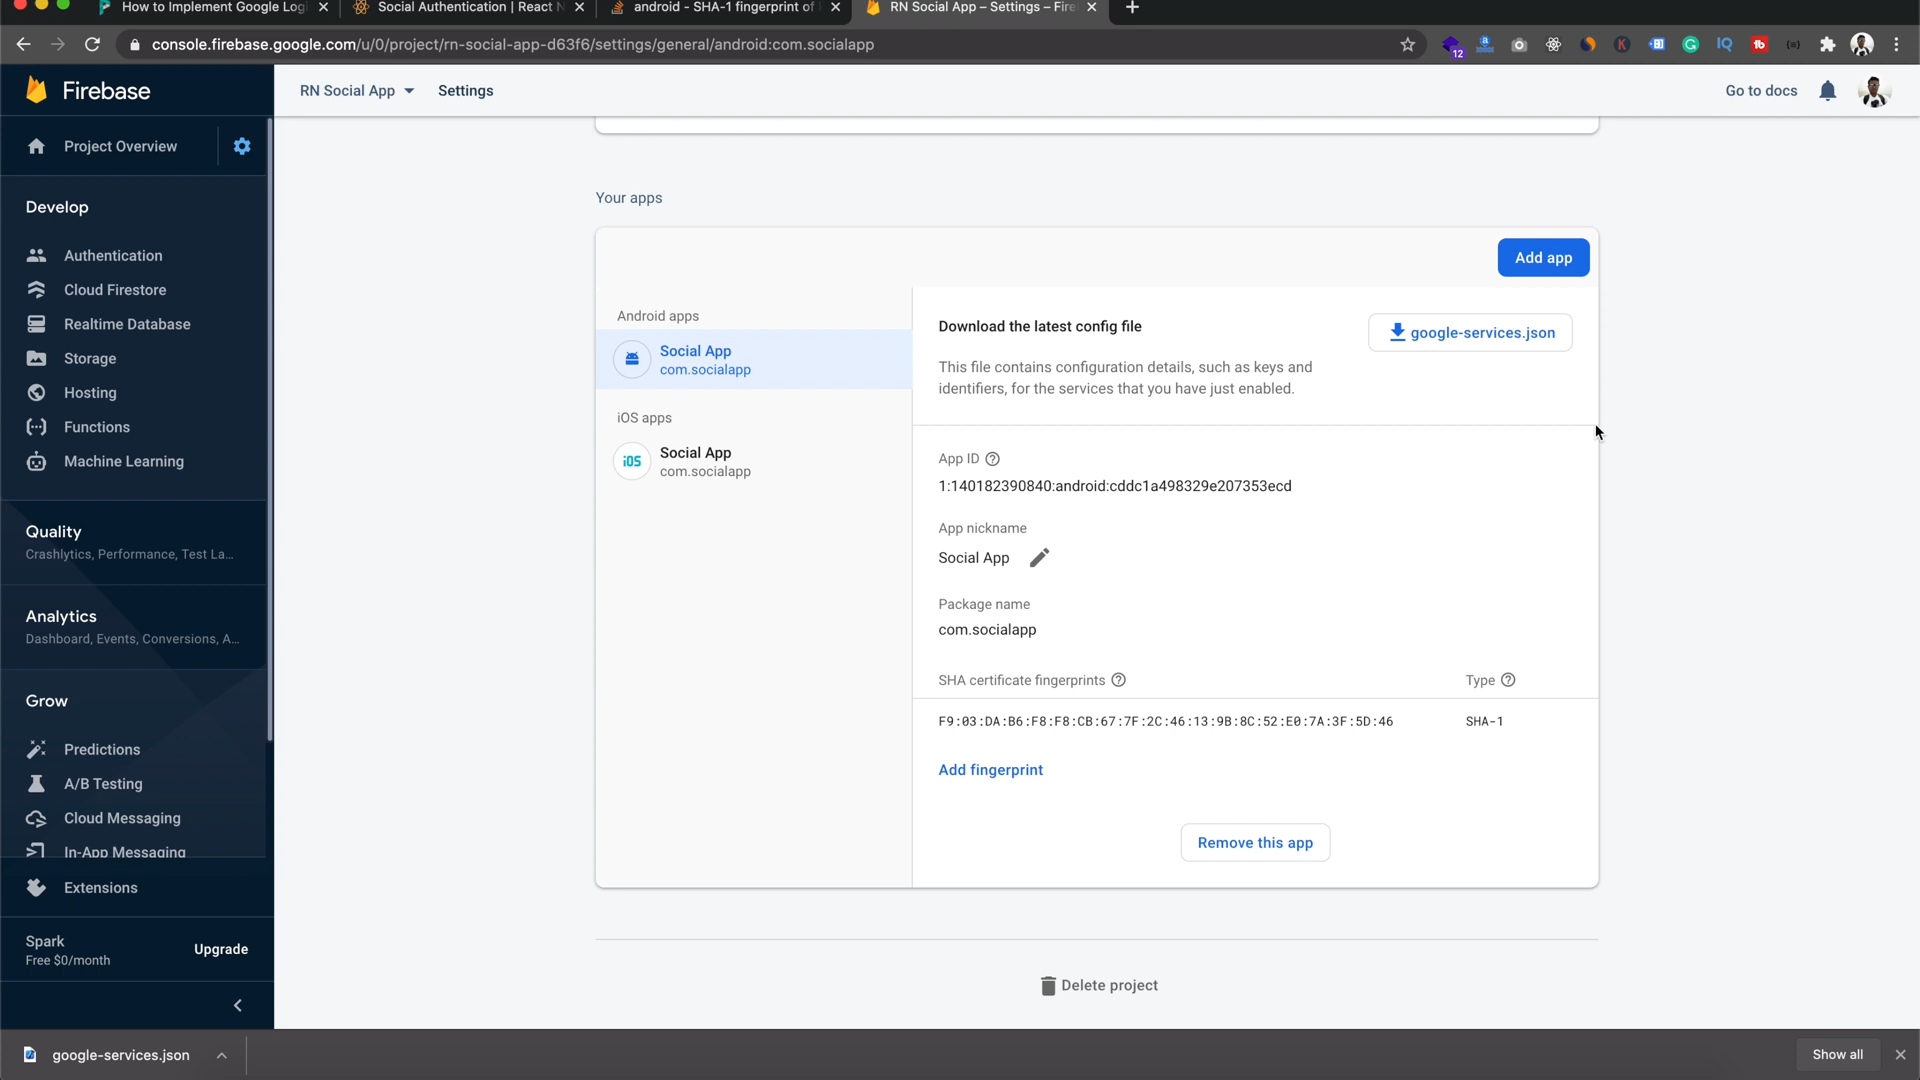 How to Implement Google Log
Social Authentication | React N
android - SHA-1 fingerprint of
RN Social App – Settings – Fire
console.firebase.google.com/u/0/project/rn-social-app-d63f6/settings/general/android:com.socialapp
12
Firebase
RN Social App
Settings
Go to docs
Project Overview
Develop
Authentication
Cloud Firestore
Realtime Database
Storage
Hosting
Functions
Machine Learning
Quality
Crashlytics, Performance, Test La...
Analytics
Dashboard, Events, Conversions, A...
Grow
Predictions
A/B Testing
Cloud Messaging
In-App Messaging
Extensions
Spark
Free $0/month
Upgrade
Your apps
Add app
Android apps
Social App
com.socialapp
iOS apps
iOS
Social App
com.socialapp
Download the latest config file
google-services.json
This file contains configuration details, such as keys and
identifiers, for the services that you have just enabled.
App ID
1:140182390840:android:cddc1a498329e207353ecd
App nickname
Social App
Package name
com.socialapp
SHA certificate fingerprints
Type
F9:03:DA:B6:F8:F8:CB:67:7F:2C:46:13:9B:8C:52:E0:7A:3F:5D:46
SHA-1
Add fingerprint
Remove this app
Delete project
google-services.json
Show all